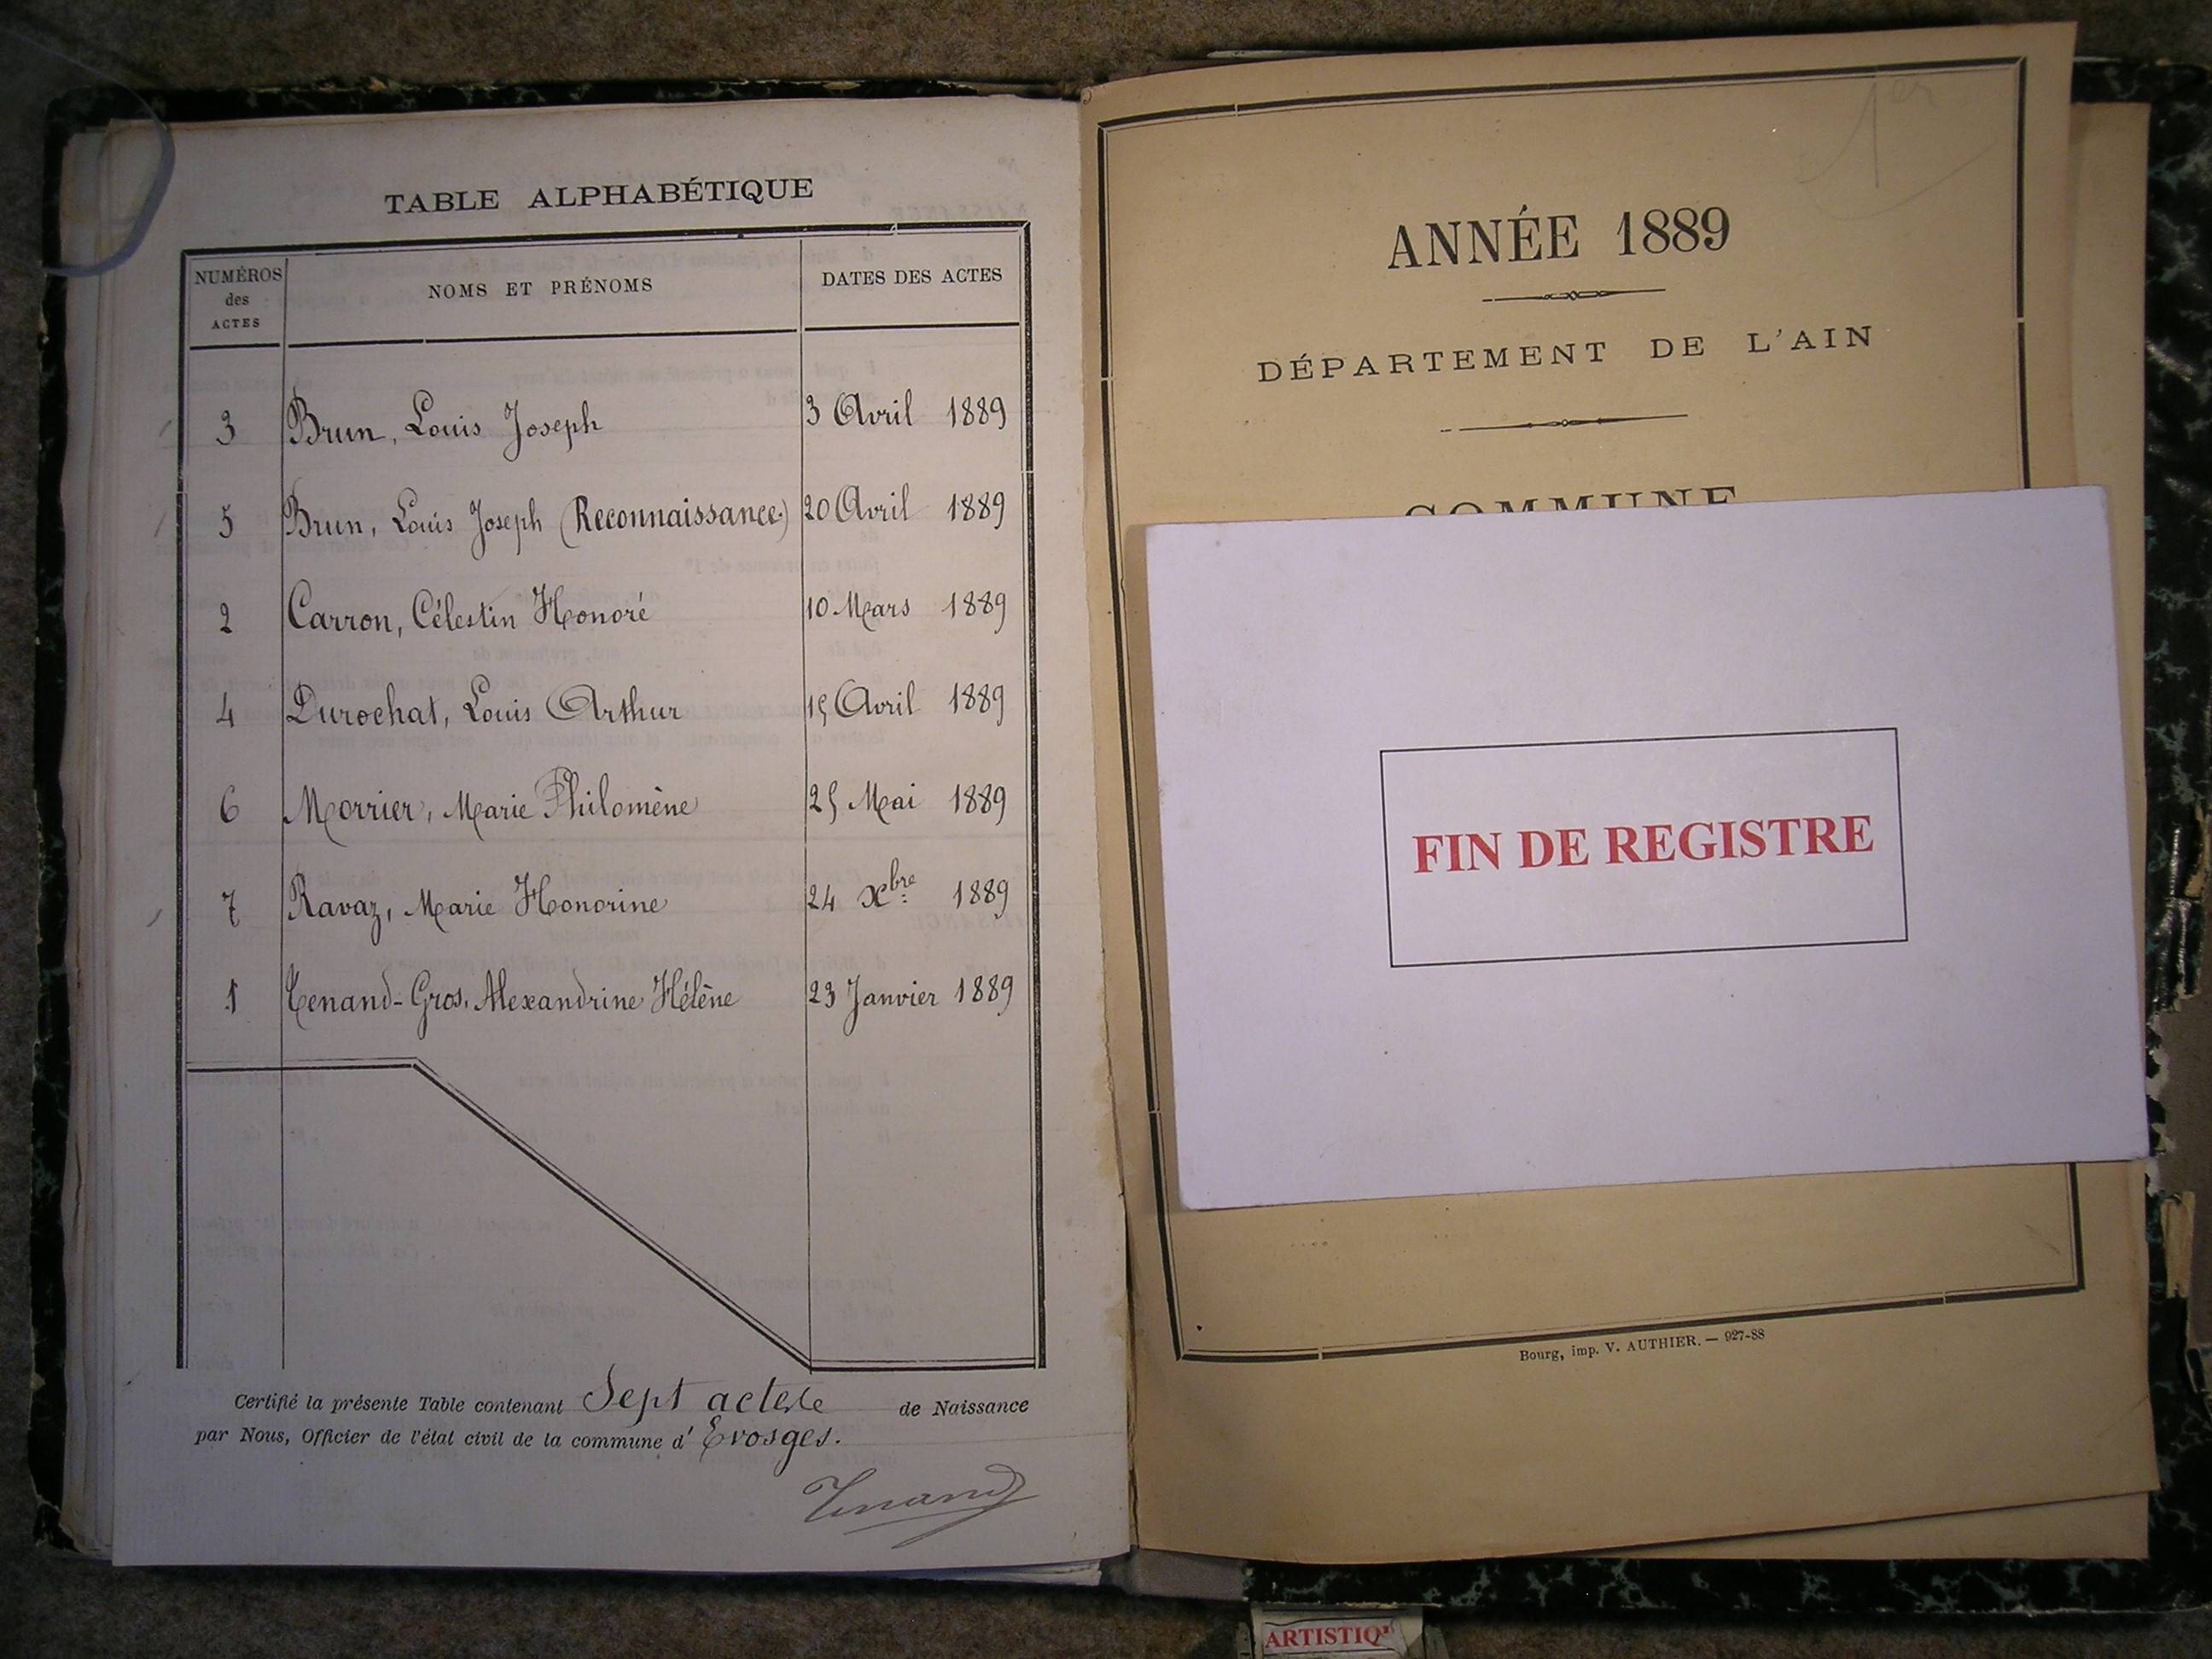 TABLE ALPHABÉTIQUE
NUMÉROS des ACTES NOMS ET PRÉNOMS DATES DES ACTES
3 Brun, Louis Joseph 3 Avril 1889
5 Brun, Louis Joseph (Reconnaissance) 20 Avril 1889
2 Carron, Célestin Honoré 10 Mars 1889
4 Durochat, Louis Arthur 15 Avril 1889
6 Morrier, Marie Philomène 25 Mai 1889
7 Ravaz, Marie Honorine 24 Xbre 1889
1 Tenand-Gros, Alexandrine Hélène 23 Janvier 1889
Certifié la présente Table contenant Sept actes de Naissance
par Nous, Officier de l'état civil de la commune d' Evosges.
Tenand
1er
ANNÉE 1889
DÉPARTEMENT DE L'AIN
COMMUNE
FIN DE REGISTRE
Bourg, imp. V. AUTHIER. — 927-88
ARTISTIQ